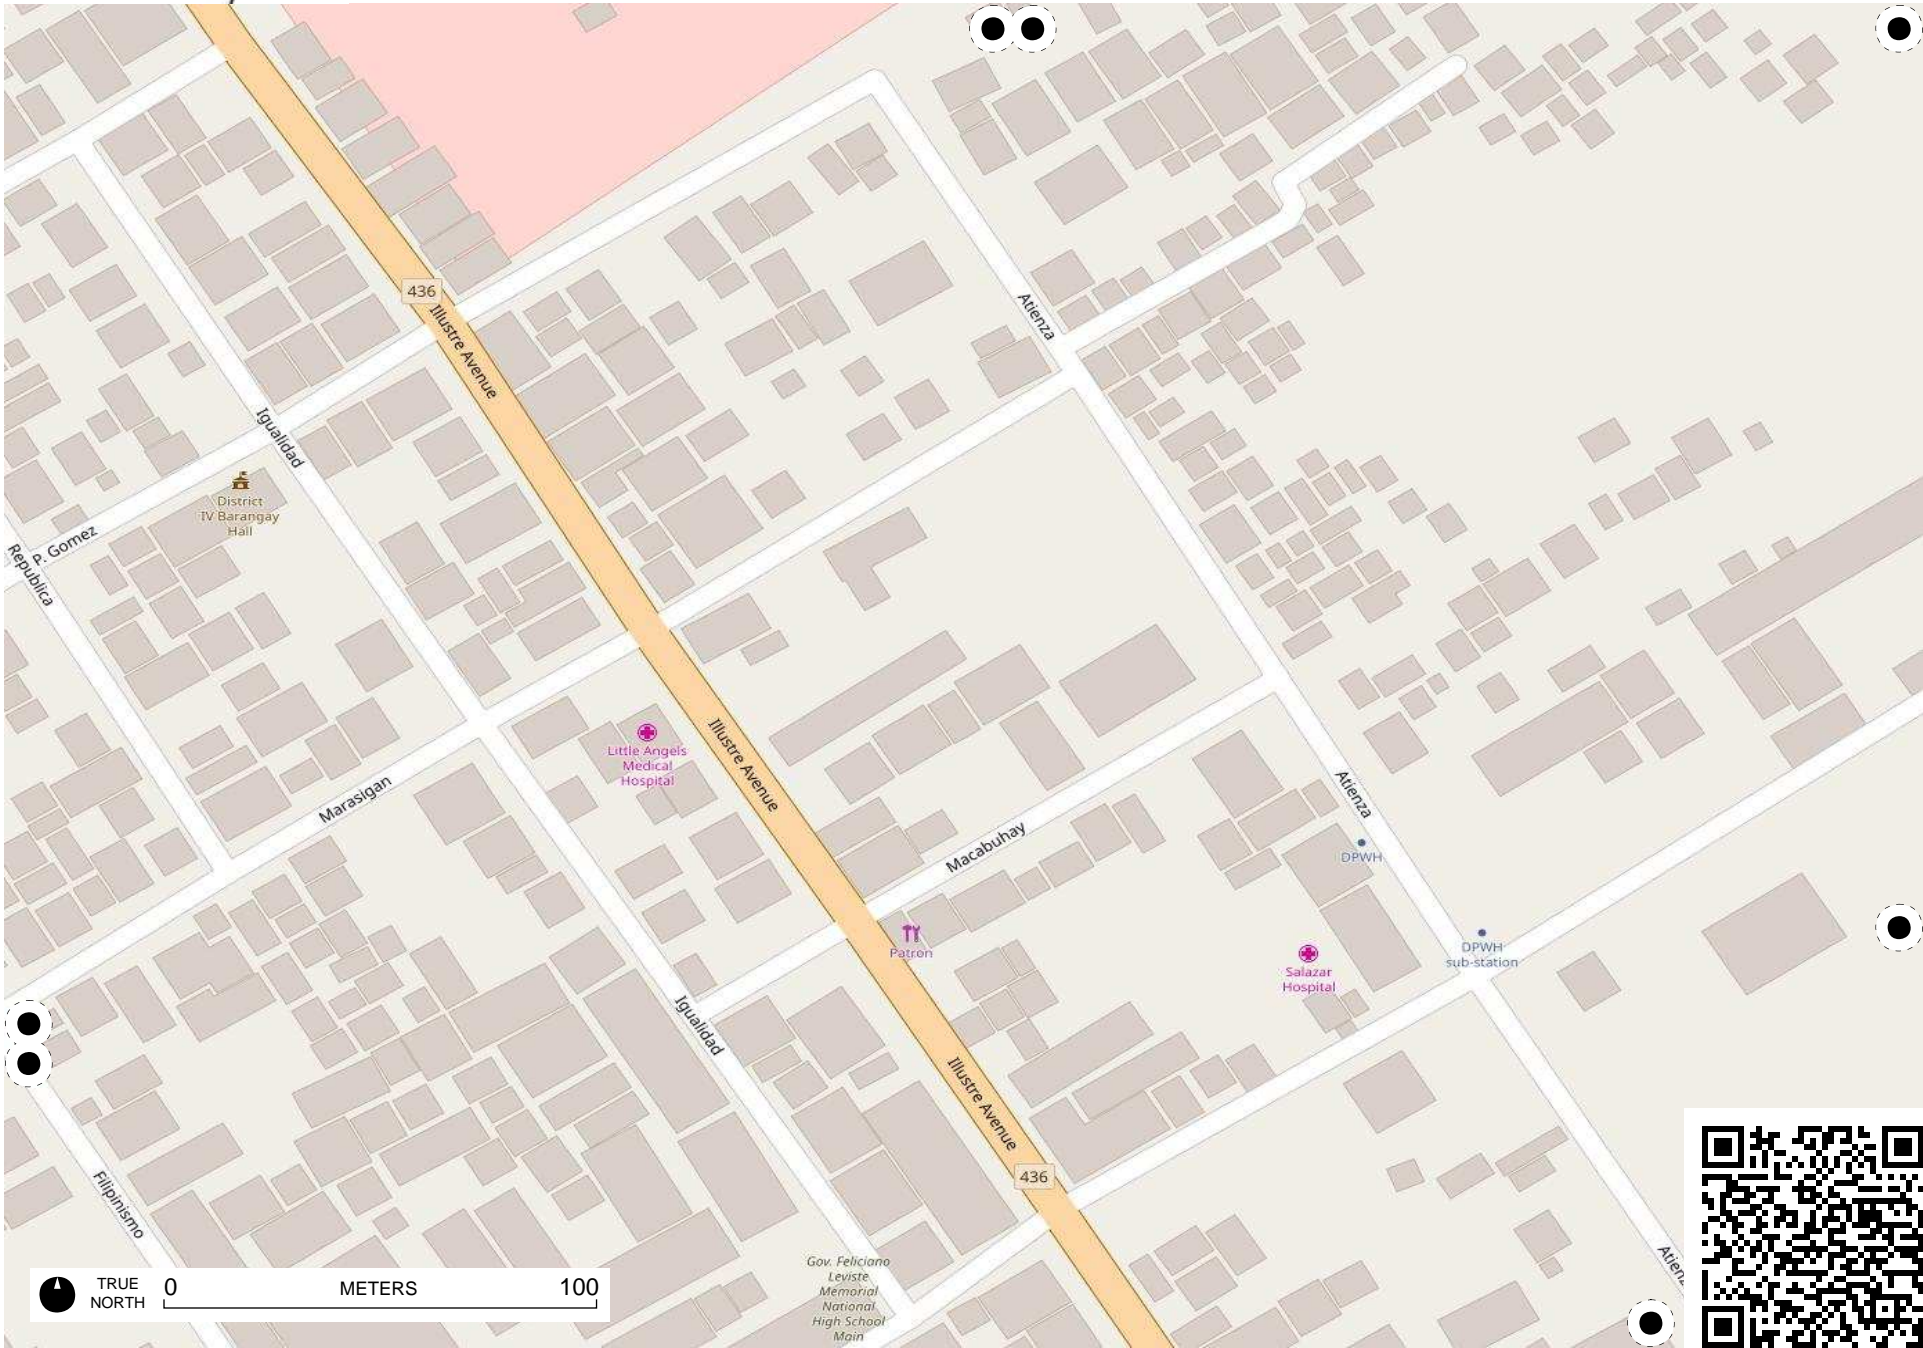 436
Illustre Avenue
Atienza
Igualidad
District
IV Barangay
Hall
P. Gomez
Republica
Little Angels
Medical
Hospital
Illustre Avenue
Marasigan
Atienza
Macabuhay
DPWH
Patron
DPWH
sub-station
Salazar
Hospital
Igualidad
Illustre Avenue
436
Filipinismo
Gov. Feliciano
Leviste
Memorial
National
High School
Main
TRUE
NORTH
0 METERS 100